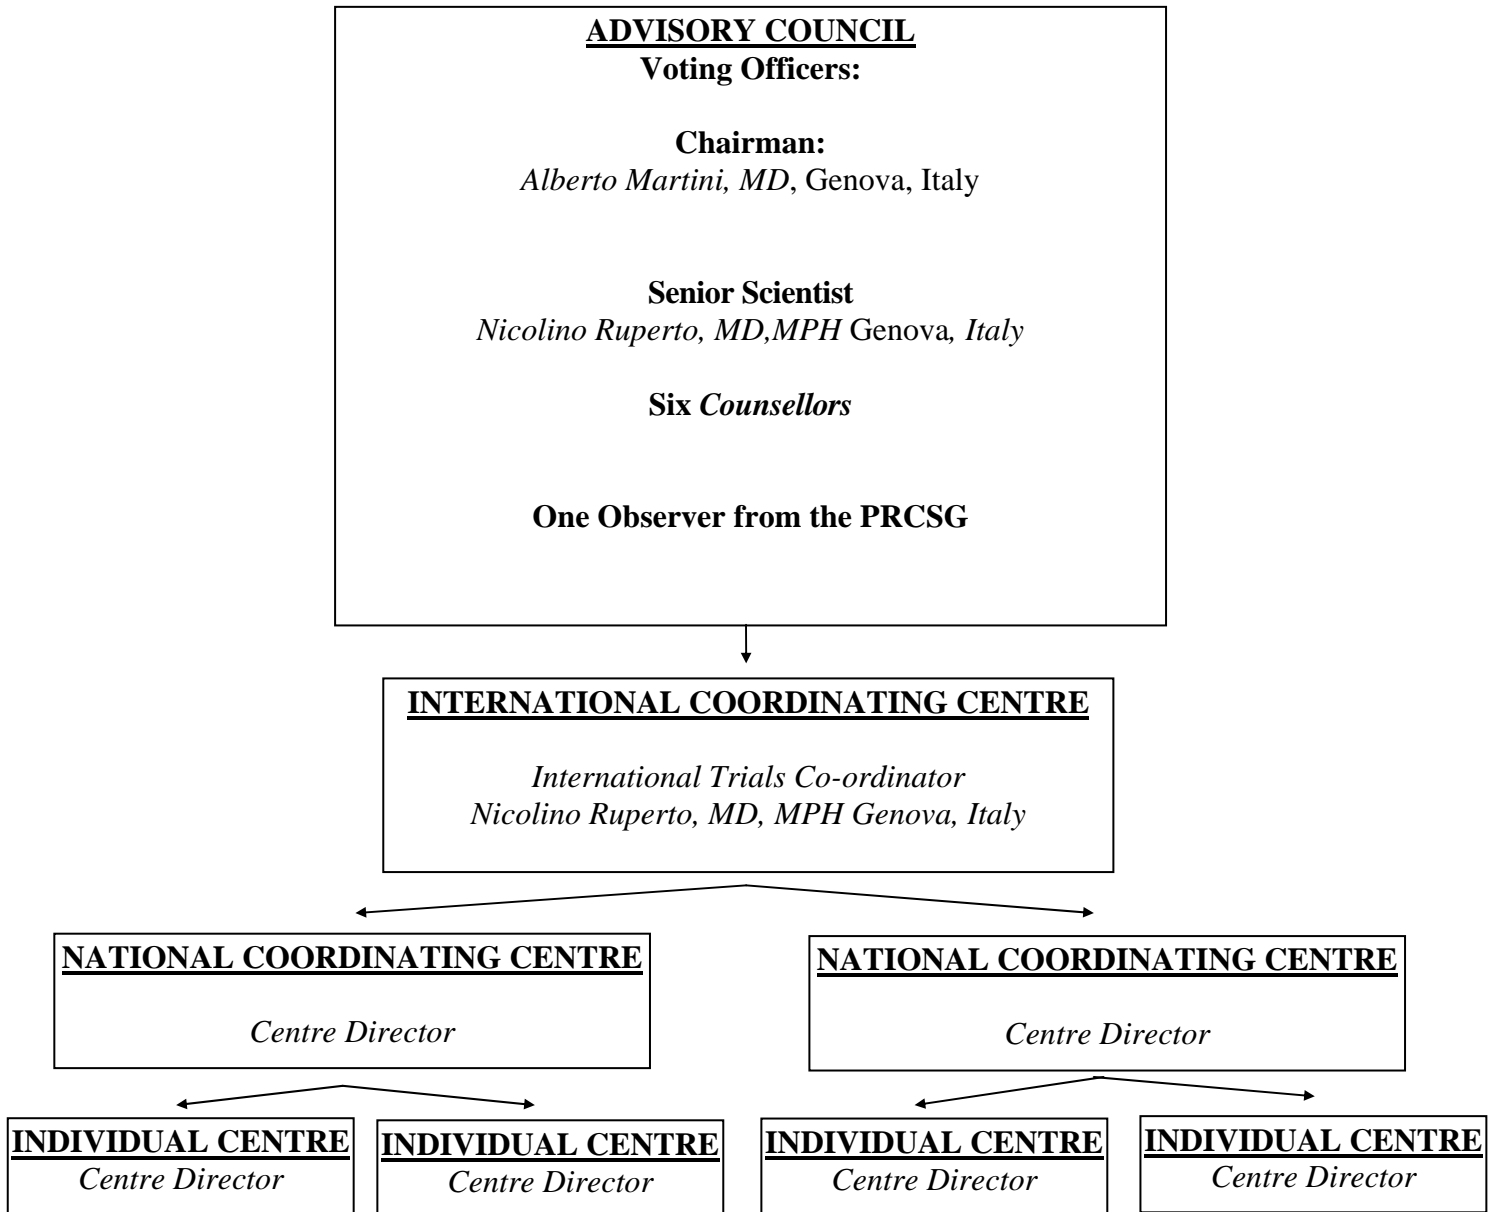 ADVISORY COUNCIL
Voting Officers:
Chairman:
Alberto Martini, MD, Genova, Italy
Senior Scientist
Nicolino Ruperto, MD,MPH Genova, Italy
Six Counsellors
One Observer from the PRCSG
INTERNATIONAL COORDINATING CENTRE
International Trials Co-ordinator
Nicolino Ruperto, MD, MPH Genova, Italy
NATIONAL COORDINATING CENTRE
Centre Director
NATIONAL COORDINATING CENTRE
Centre Director
INDIVIDUAL CENTRE
Centre Director
INDIVIDUAL CENTRE
Centre Director
INDIVIDUAL CENTRE
Centre Director
INDIVIDUAL CENTRE
Centre Director